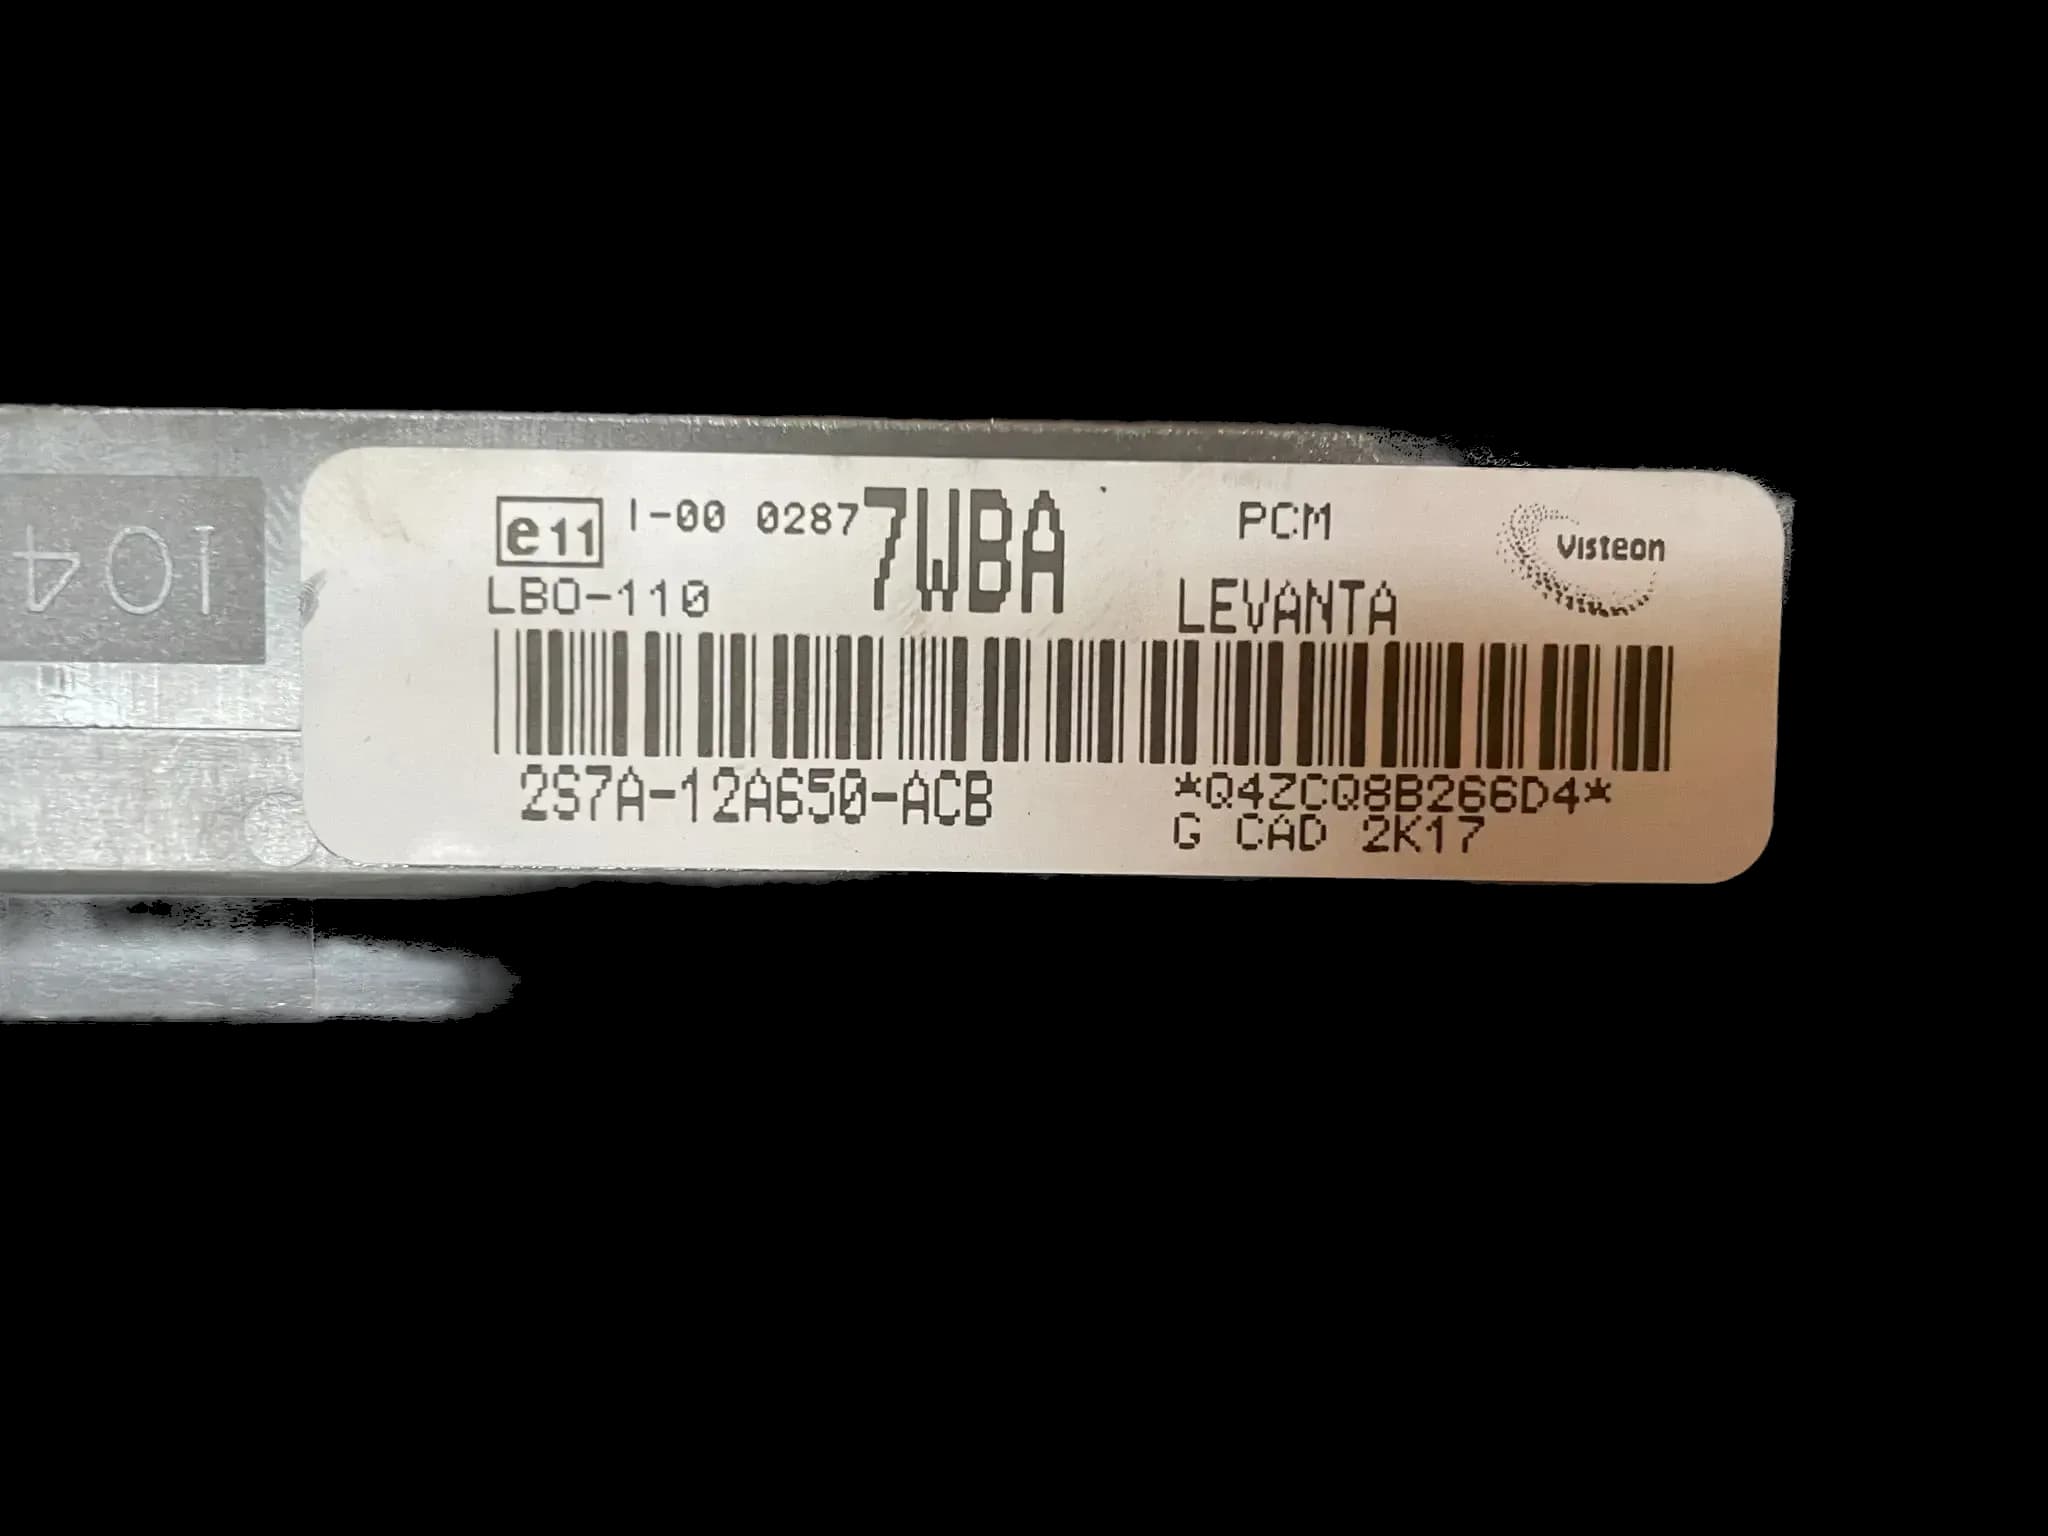 e11 I-00 0287 7WBA PCM Visteon
LBO-110 LEVANTA
2S7A-12A650-ACB *Q4ZCQ8B266D4*
G CAD 2K17
104